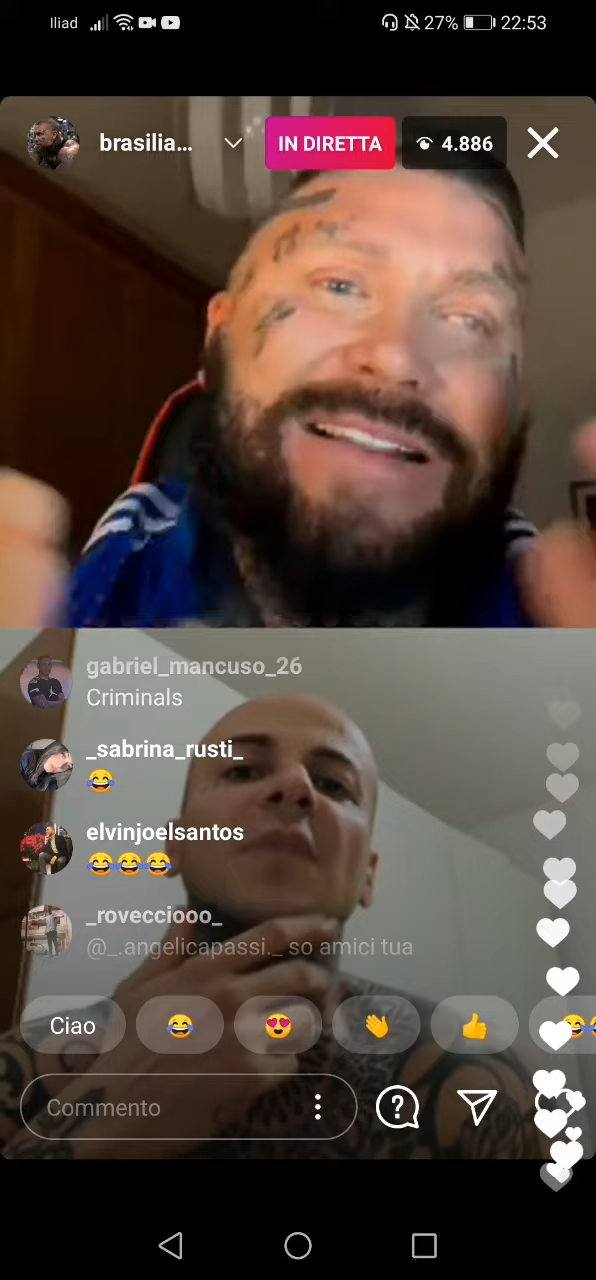 Iliad
27%
22:53
brasilia...
IN DIRETTA
4.886
gabriel_mancuso_26
Criminals
_sabrina_rusti_
😂
elvinjoelsantos
😂😂😂
_rovecciooo_
@_.angelicapassi._ so amici tua
Ciao
😂
😍
👋
👍
Commento